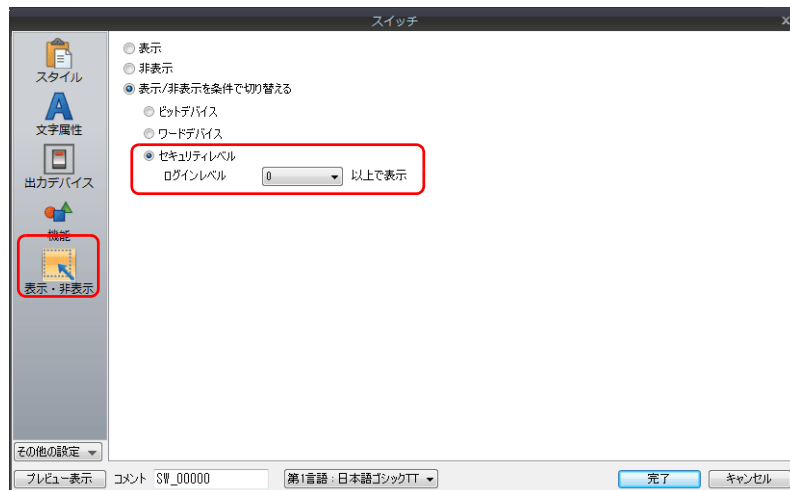 スイッチ
スタイル
文字属性
出力デバイス
機能
表示・非表示
その他の設定
表示
非表示
表示/非表示を条件で切り替える
ビットデバイス
ワードデバイス
セキュリティレベル
ログインレベル 0 以上で表示
プレビュー表示 コメント SW_00000 第1言語:日本語ゴシックTT 完了 キャンセル